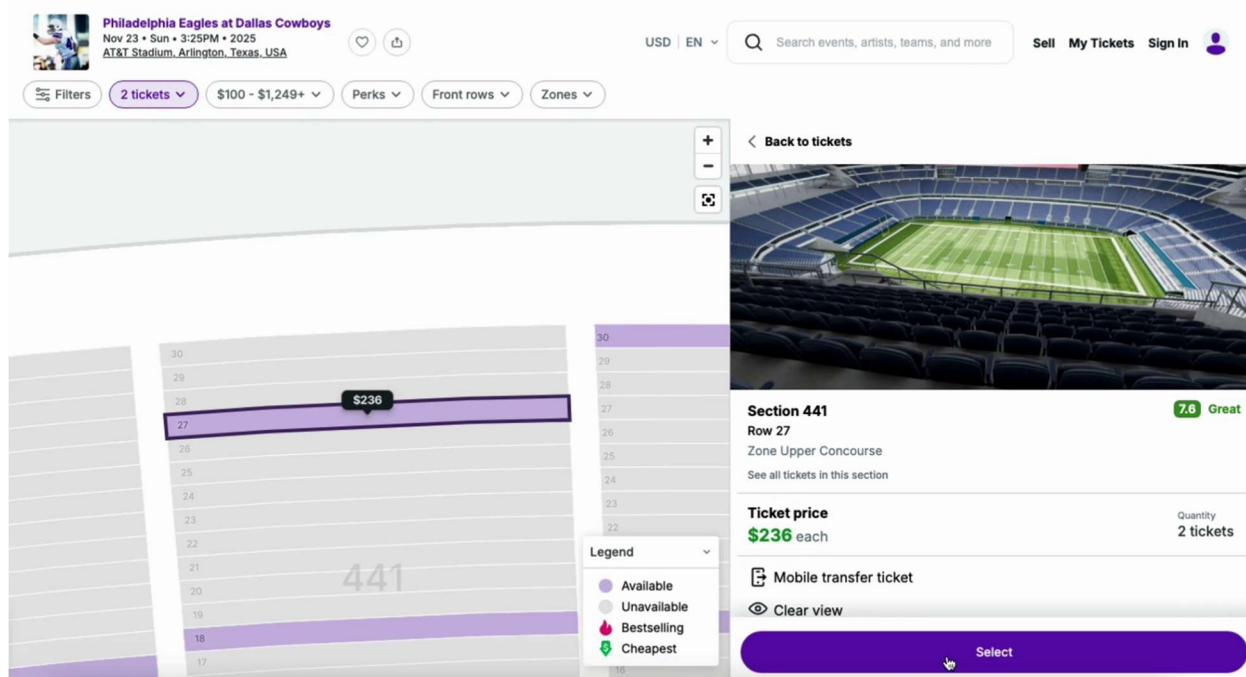 Philadelphia Eagles at Dallas Cowboys
Nov 23 • Sun • 3:25PM • 2025
AT&T Stadium, Arlington, Texas, USA
USD | EN
Search events, artists, teams, and more
Sell My Tickets Sign In
Filters
2 tickets
$100 - $1,249+
Perks
Front rows
Zones
+
−
30
29
28
27
26
25
24
23
22
21
20
19
18
17
$236
441
30
29
28
27
26
25
24
23
22
16
Legend
Available
Unavailable
Bestselling
Cheapest
Back to tickets
Section 441
7.6 Great
Row 27
Zone Upper Concourse
See all tickets in this section
Ticket price
$236 each
Quantity
2 tickets
Mobile transfer ticket
Clear view
Select